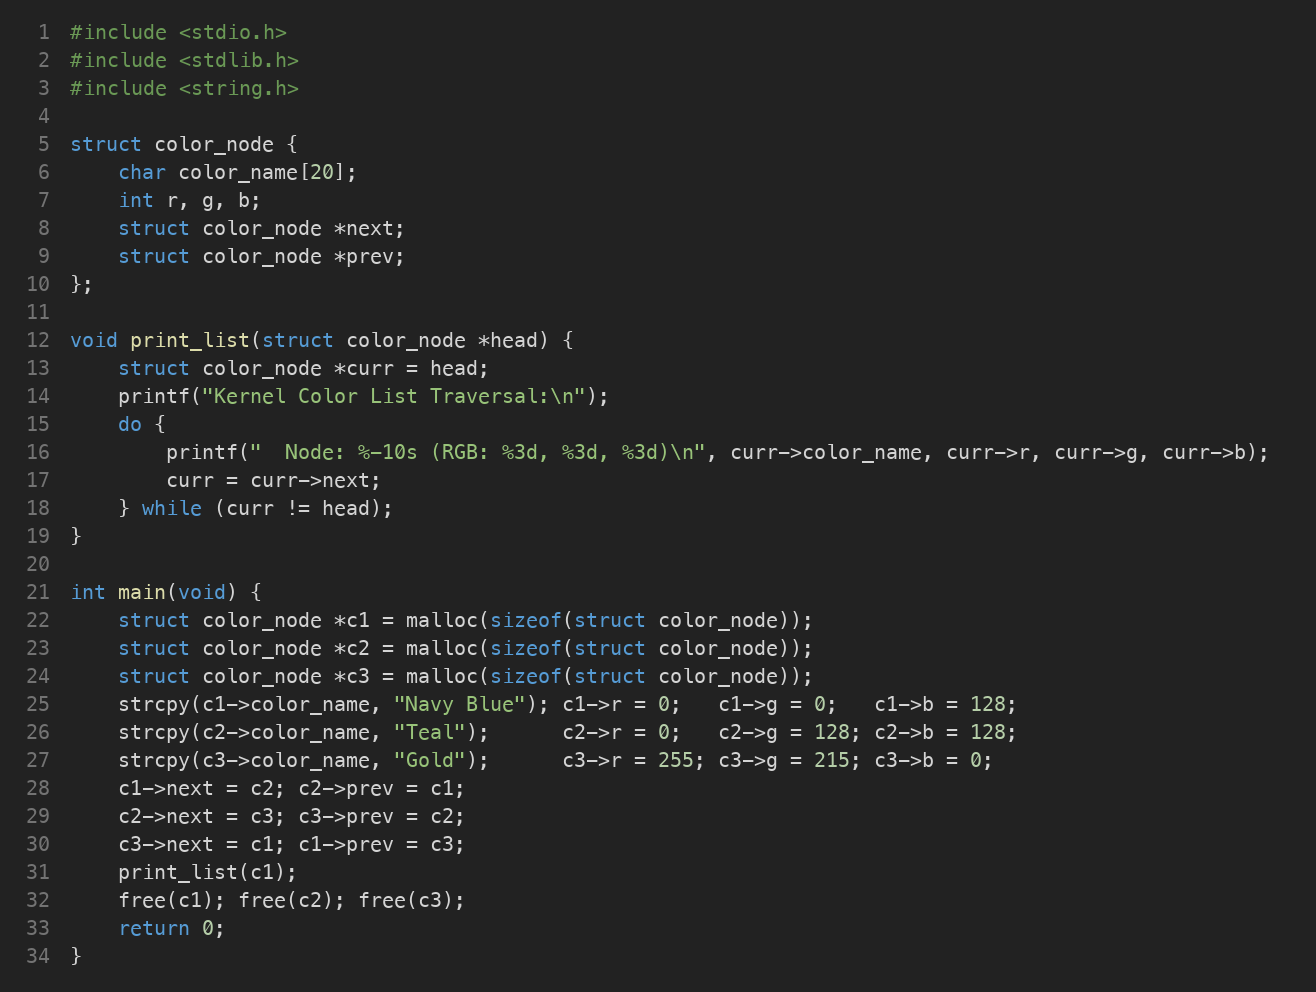 1 #include <stdio.h>
2 #include <stdlib.h>
3 #include <string.h>
4
5 struct color_node {
6     char color_name[20];
7     int r, g, b;
8     struct color_node *next;
9     struct color_node *prev;
10 };
11
12 void print_list(struct color_node *head) {
13     struct color_node *curr = head;
14     printf("Kernel Color List Traversal:\n");
15     do {
16         printf("  Node: %-10s (RGB: %3d, %3d, %3d)\n", curr->color_name, curr->r, curr->g, curr->b);
17         curr = curr->next;
18     } while (curr != head);
19 }
20
21 int main(void) {
22     struct color_node *c1 = malloc(sizeof(struct color_node));
23     struct color_node *c2 = malloc(sizeof(struct color_node));
24     struct color_node *c3 = malloc(sizeof(struct color_node));
25     strcpy(c1->color_name, "Navy Blue"); c1->r = 0;   c1->g = 0;   c1->b = 128;
26     strcpy(c2->color_name, "Teal");      c2->r = 0;   c2->g = 128; c2->b = 128;
27     strcpy(c3->color_name, "Gold");      c3->r = 255; c3->g = 215; c3->b = 0;
28     c1->next = c2; c2->prev = c1;
29     c2->next = c3; c3->prev = c2;
30     c3->next = c1; c1->prev = c3;
31     print_list(c1);
32     free(c1); free(c2); free(c3);
33     return 0;
34 }